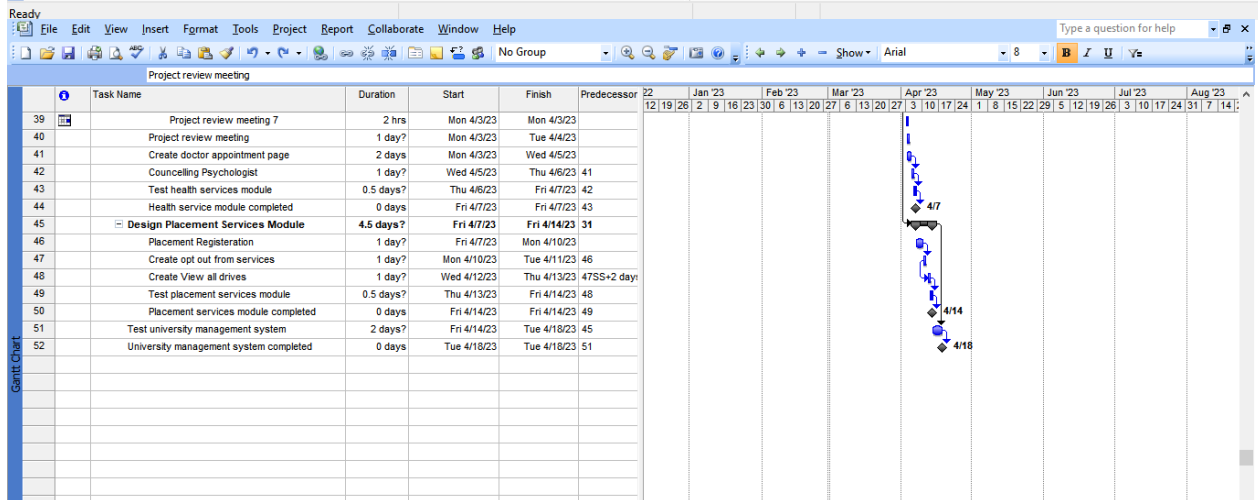 Ready
File Edit View Insert Format Tools Project Report Collaborate Window Help Type a question for help
No Group Show Arial 8 B I U
Project review meeting
Task Name Duration Start Finish Predecessor 22 Jan '23 Feb '23 Mar '23 Apr '23 May '23 Jun '23 Jul '23 Aug '23
12 19 26 2 9 16 23 30 6 13 20 27 6 13 20 27 3 10 17 24 1 8 15 22 29 5 12 19 26 3 10 17 24 31 7 14
39 Project review meeting 7 2 hrs Mon 4/3/23 Mon 4/3/23
40 Project review meeting 1 day? Mon 4/3/23 Tue 4/4/23
41 Create doctor appointment page 2 days Mon 4/3/23 Wed 4/5/23
42 Councelling Psychologist 1 day? Wed 4/5/23 Thu 4/6/23 41
43 Test health services module 0.5 days? Thu 4/6/23 Fri 4/7/23 42
44 Health service module completed 0 days Fri 4/7/23 Fri 4/7/23 43 4/7
45 Design Placement Services Module 4.5 days? Fri 4/7/23 Fri 4/14/23 31
46 Placement Registeration 1 day? Fri 4/7/23 Mon 4/10/23
47 Create opt out from services 1 day? Mon 4/10/23 Tue 4/11/23 46
48 Create View all drives 1 day? Wed 4/12/23 Thu 4/13/23 47SS+2 days
49 Test placement services module 0.5 days? Thu 4/13/23 Fri 4/14/23 48
50 Placement services module completed 0 days Fri 4/14/23 Fri 4/14/23 49 4/14
51 Test university management system 2 days? Fri 4/14/23 Tue 4/18/23 45
52 University management system completed 0 days Tue 4/18/23 Tue 4/18/23 51 4/18
Gantt Chart